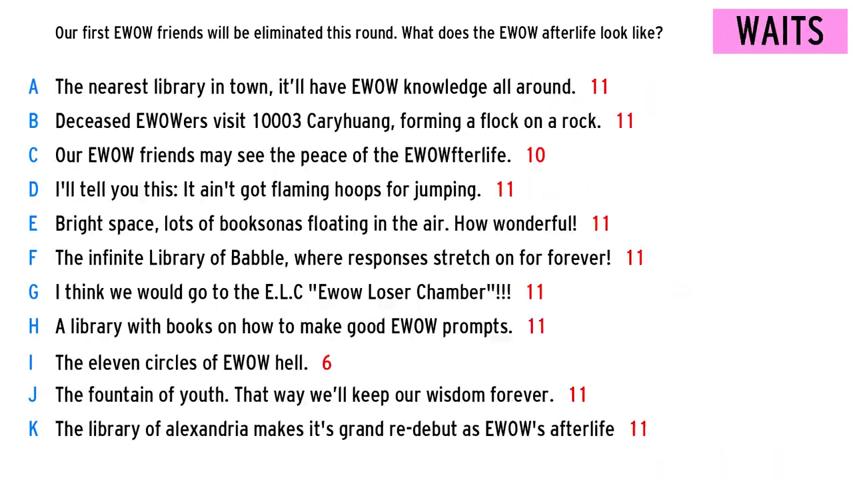 Our first EWOW friends will be eliminated this round. What does the EWOW afterlife look like?
WAITS
A The nearest library in town, it'll have EWOW knowledge all around. 11
B Deceased EWOWers visit 10003 Caryhuang, forming a flock on a rock. 11
C Our EWOW friends may see the peace of the EWOWfterlife. 10
D I'll tell you this: It ain't got flaming hoops for jumping. 11
E Bright space, lots of booksonas floating in the air. How wonderful! 11
F The infinite Library of Babble, where responses stretch on for forever! 11
G I think we would go to the E.L.C "Ewow Loser Chamber"!!! 11
H A library with books on how to make good EWOW prompts. 11
I The eleven circles of EWOW hell. 6
J The fountain of youth. That way we'll keep our wisdom forever. 11
K The library of alexandria makes it's grand re-debut as EWOW's afterlife 11